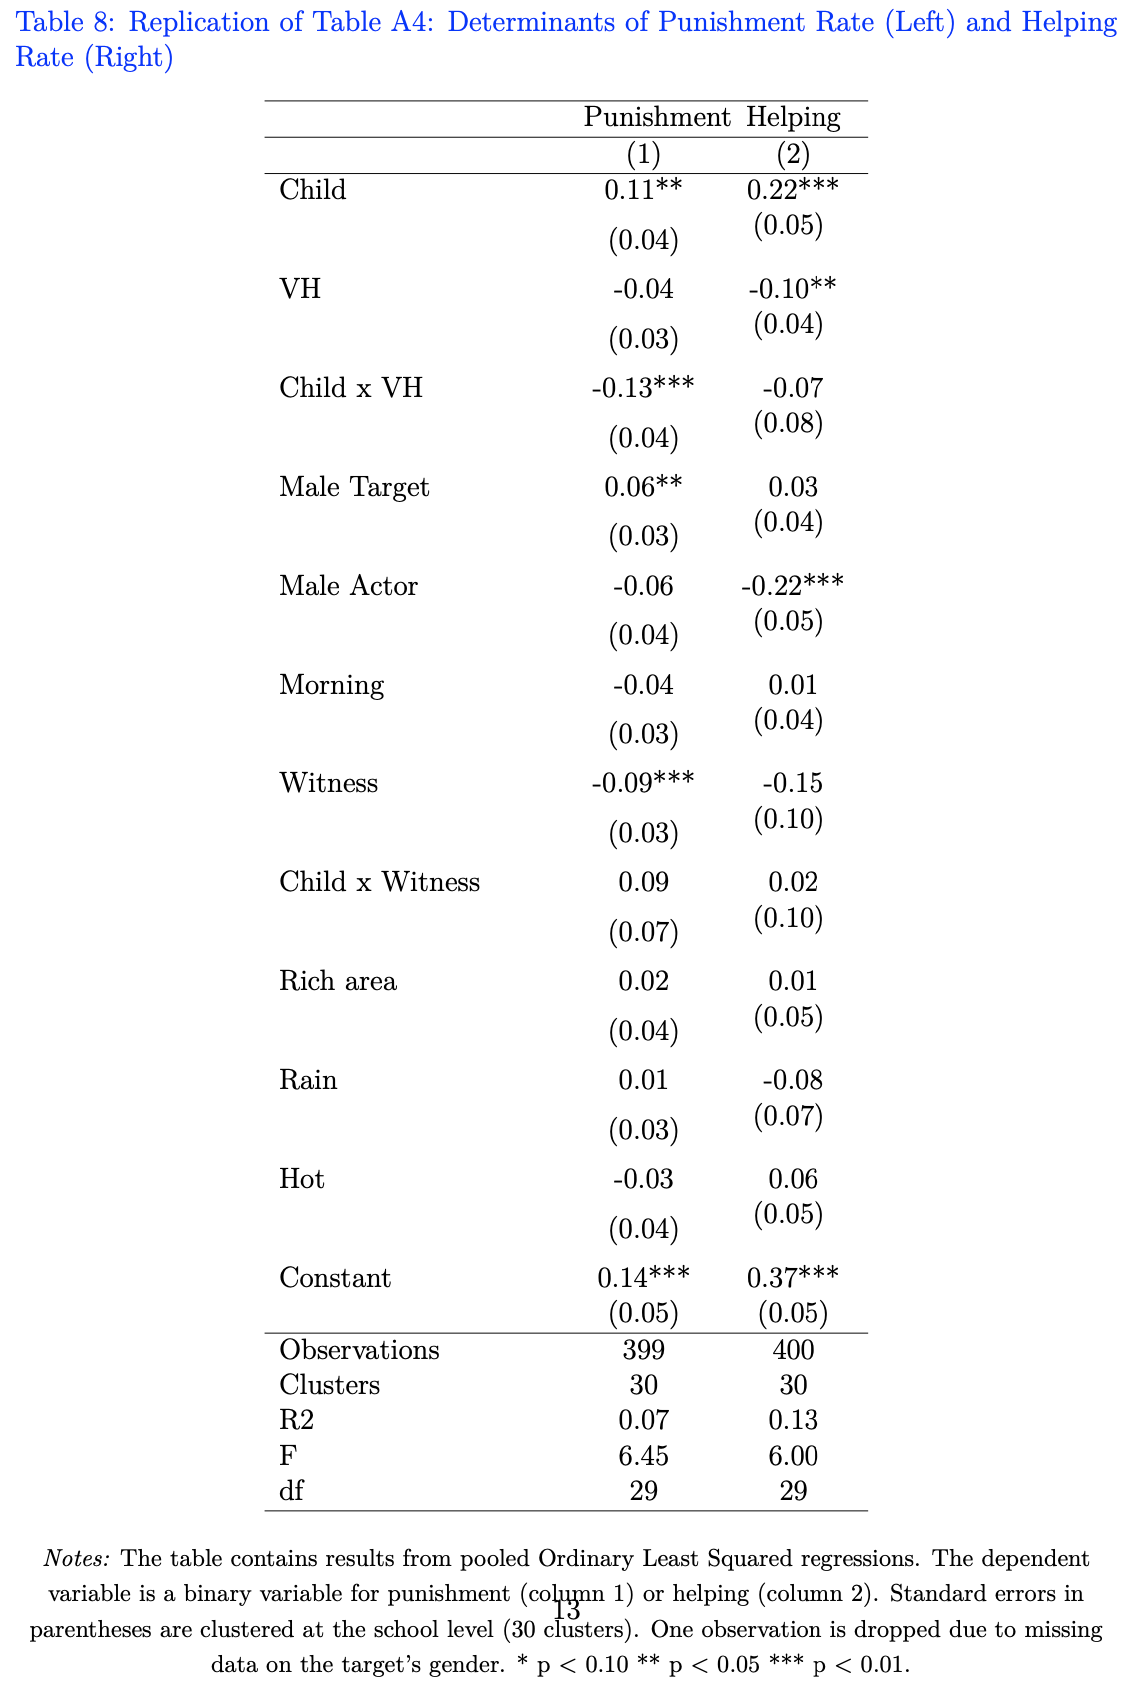 Table 8: Replication of Table A4: Determinants of Punishment Rate (Left) and Helping
Rate (Right)
Punishment Helping
(1) (2)
Child 0.11** 0.22***
(0.04) (0.05)
VH -0.04 -0.10**
(0.03) (0.04)
Child x VH -0.13*** -0.07
(0.04) (0.08)
Male Target 0.06** 0.03
(0.03) (0.04)
Male Actor -0.06 -0.22***
(0.04) (0.05)
Morning -0.04 0.01
(0.03) (0.04)
Witness -0.09*** -0.15
(0.03) (0.10)
Child x Witness 0.09 0.02
(0.07) (0.10)
Rich area 0.02 0.01
(0.04) (0.05)
Rain 0.01 -0.08
(0.03) (0.07)
Hot -0.03 0.06
(0.04) (0.05)
Constant 0.14*** 0.37***
(0.05) (0.05)
Observations 399 400
Clusters 30 30
R2 0.07 0.13
F 6.45 6.00
df 29 29
Notes: The table contains results from pooled Ordinary Least Squared regressions. The dependent
variable is a binary variable for punishment (column 1) or helping (column 2). Standard errors in
13
parentheses are clustered at the school level (30 clusters). One observation is dropped due to missing
data on the target's gender. * p < 0.10 ** p < 0.05 *** p < 0.01.